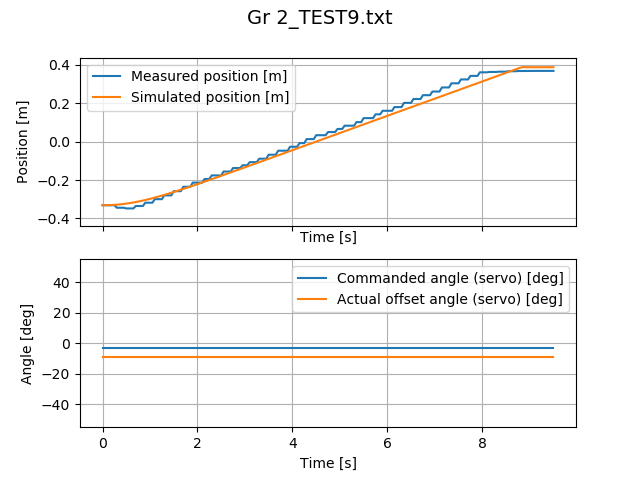 Gr 2_TEST9.txt
Position [m]
0.4
0.2
0.0
−0.2
−0.4
Measured position [m]
Simulated position [m]
Time [s]
Angle [deg]
40
20
0
−20
−40
Commanded angle (servo) [deg]
Actual offset angle (servo) [deg]
0 2 4 6 8
Time [s]